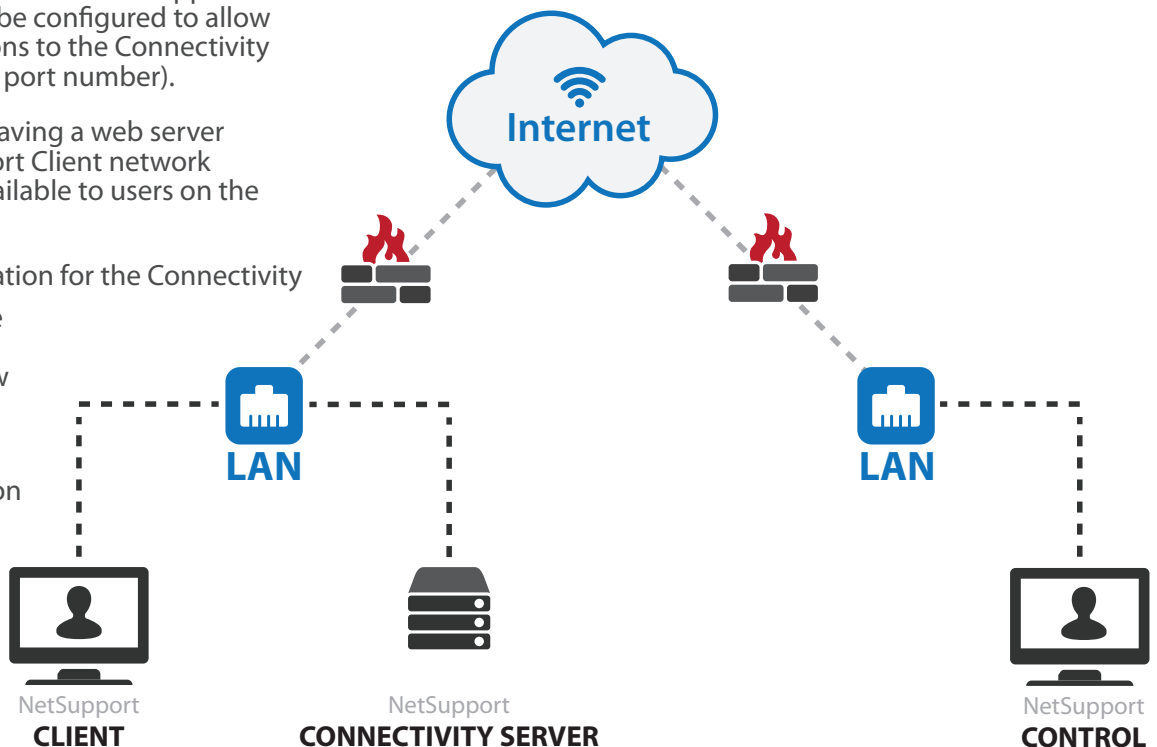 be configured to allow
ons to the Connectivity
port number).
aving a web server
ort Client network
ailable to users on the
ation for the Connectivity
on
Internet
LAN
LAN
NetSupport
CLIENT
NetSupport
CONNECTIVITY SERVER
NetSupport
CONTROL